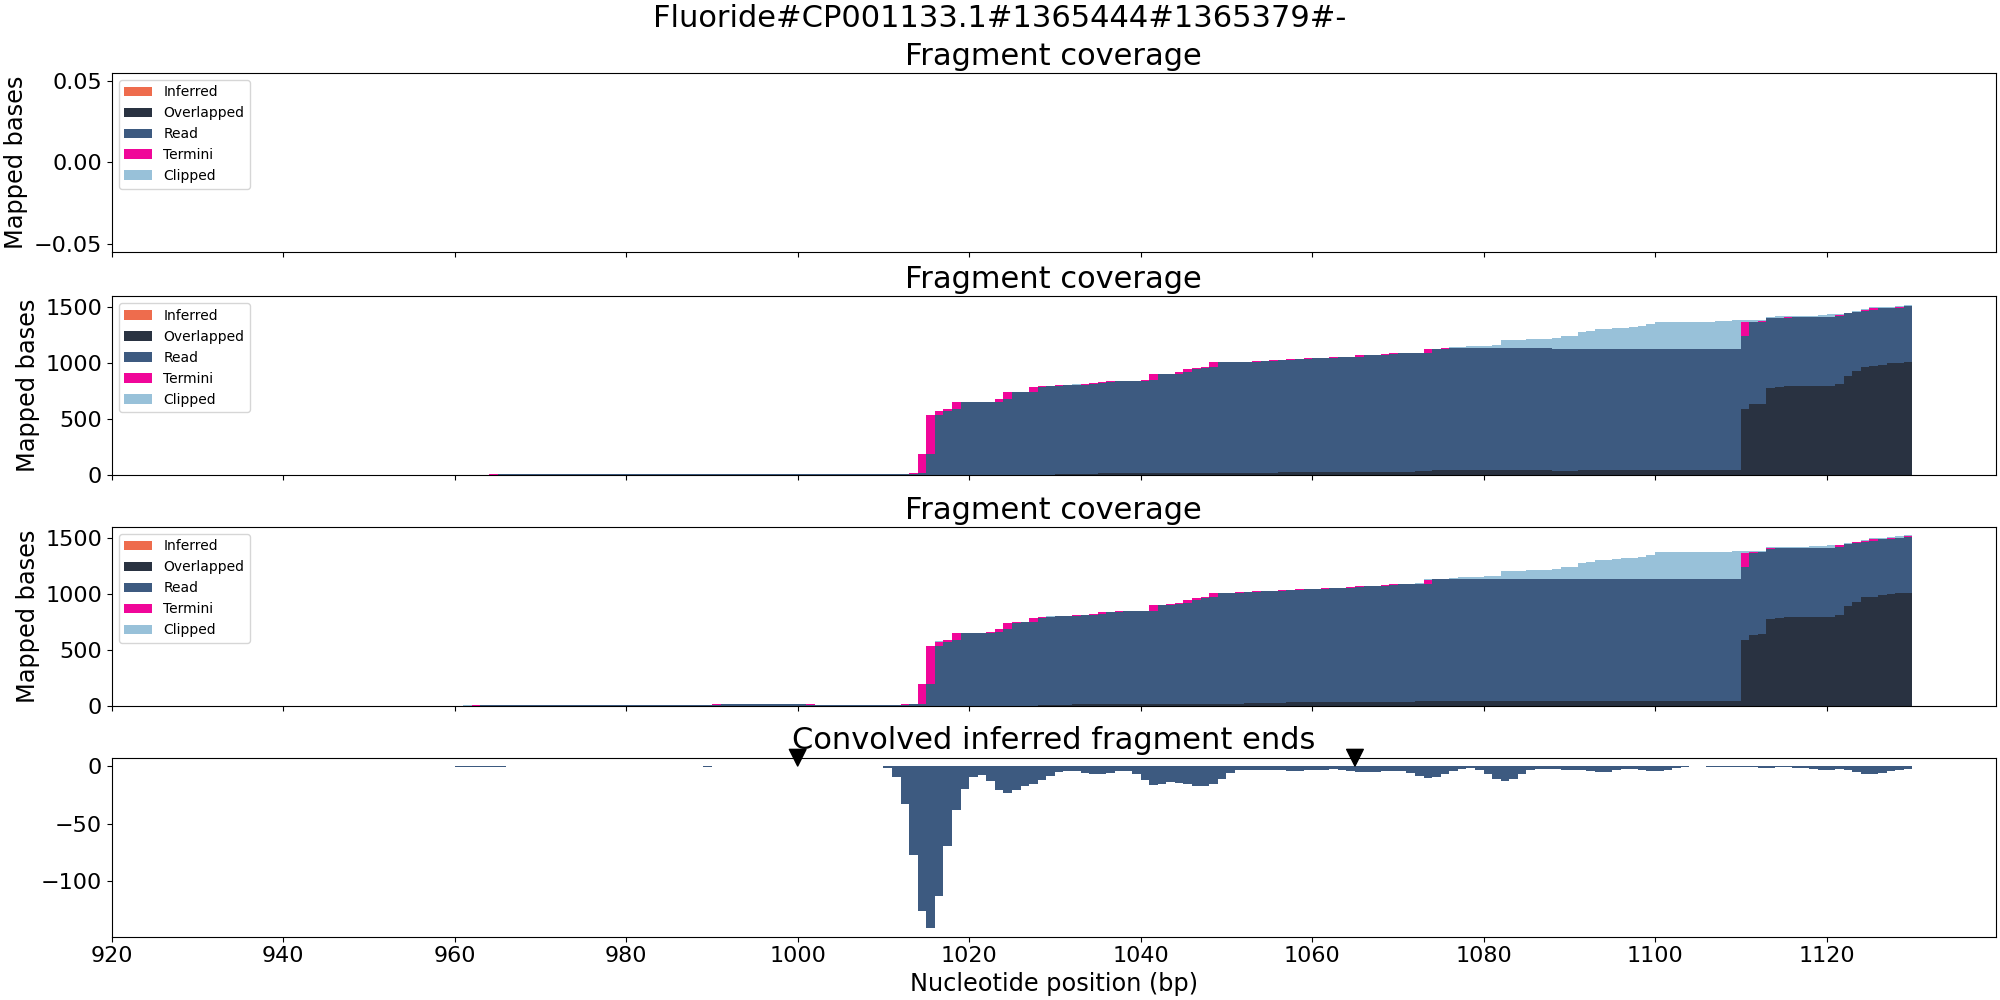 Fluoride#CP001133.1#1365444#1365379#-
Fragment coverage
Mapped bases
0.05
0.00
−0.05
Inferred
Overlapped
Read
Termini
Clipped
Fragment coverage
Mapped bases
1500
1000
500
0
Inferred
Overlapped
Read
Termini
Clipped
Fragment coverage
Mapped bases
1500
1000
500
0
Inferred
Overlapped
Read
Termini
Clipped
Convolved inferred fragment ends
0
−50
−100
920 940 960 980 1000 1020 1040 1060 1080 1100 1120
Nucleotide position (bp)